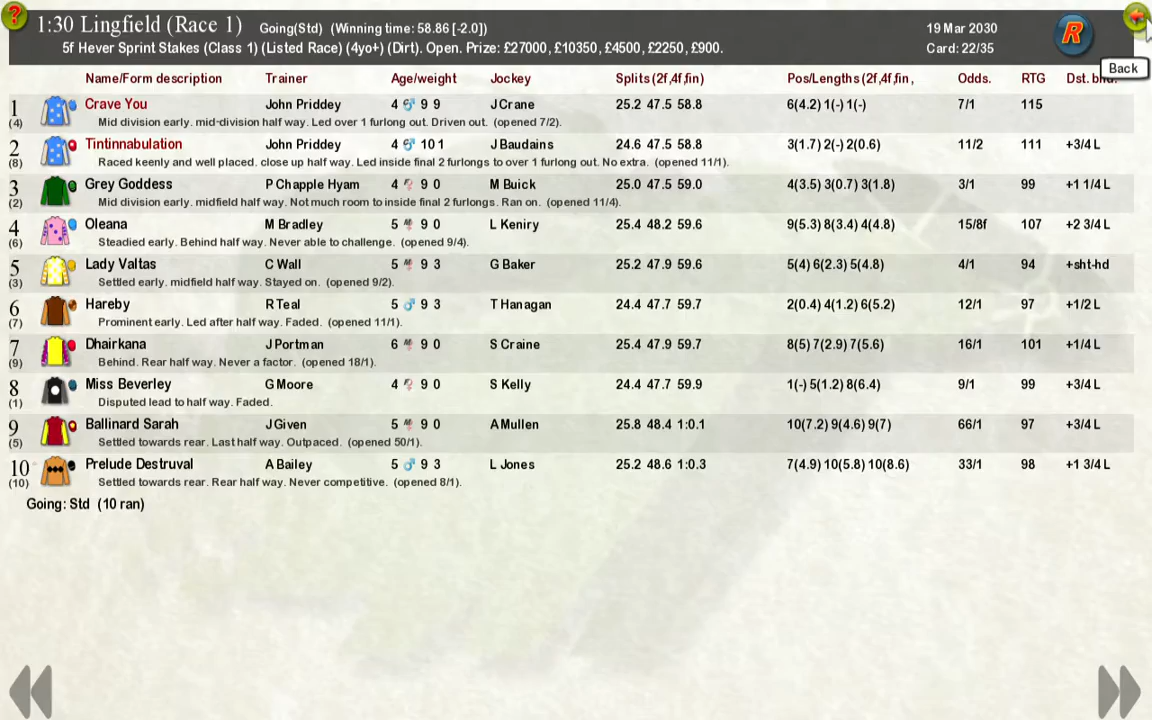 1:30 Lingfield (Race 1) Going(Std) (Winning time: 58.86 [-2.0]) 19 Mar 2030
5f Hever Sprint Stakes (Class 1) (Listed Race) (4yo+) (Dirt). Open. Prize: £27000, £10350, £4500, £2250, £900. Card: 22/35
R
Back
Name/Form description Trainer Age/weight Jockey Splits (2f,4f,fin) Pos/Lengths (2f,4f,fin, Odds. RTG Dst.
1 (4) Crave You John Priddey 4 9 9 J Crane 25.2 47.5 58.8 6(4.2) 1(-) 1(-) 7/1 115
Mid division early. mid-division half way. Led over 1 furlong out. Driven out. (opened 7/2).
2 (8) Tintinnabulation John Priddey 4 10 1 J Baudains 24.6 47.5 58.8 3(1.7) 2(-) 2(0.6) 11/2 111 +3/4 L
Raced keenly and well placed. close up half way. Led inside final 2 furlongs to over 1 furlong out. No extra. (opened 11/1).
3 (2) Grey Goddess P Chapple Hyam 4 9 0 M Buick 25.0 47.5 59.0 4(3.5) 3(0.7) 3(1.8) 3/1 99 +1 1/4 L
Mid division early. midfield half way. Not much room to inside final 2 furlongs. Ran on. (opened 11/4).
4 (6) Oleana M Bradley 5 9 0 L Keniry 25.4 48.2 59.6 9(5.3) 8(3.4) 4(4.8) 15/8f 107 +2 3/4 L
Steadied early. Behind half way. Never able to challenge. (opened 9/4).
5 (3) Lady Valtas C Wall 5 9 3 G Baker 25.2 47.9 59.6 5(4) 6(2.3) 5(4.8) 4/1 94 +sht-hd
Settled early. midfield half way. Stayed on. (opened 9/2).
6 (7) Hareby R Teal 5 9 3 T Hanagan 24.4 47.7 59.7 2(0.4) 4(1.2) 6(5.2) 12/1 97 +1/2 L
Prominent early. Led after half way. Faded. (opened 11/1).
7 (9) Dhairkana J Portman 6 9 0 S Craine 25.4 47.9 59.7 8(5) 7(2.9) 7(5.6) 16/1 101 +1/4 L
Behind. Rear half way. Never a factor. (opened 18/1).
8 (1) Miss Beverley G Moore 4 9 0 S Kelly 24.4 47.7 59.9 1(-) 5(1.2) 8(6.4) 9/1 99 +3/4 L
Disputed lead to half way. Faded.
9 (5) Ballinard Sarah J Given 5 9 0 A Mullen 25.8 48.4 1:0.1 10(7.2) 9(4.6) 9(7) 66/1 97 +3/4 L
Settled towards rear. Last half way. Outpaced. (opened 50/1).
10 (10) Prelude Destruval A Bailey 5 9 3 L Jones 25.2 48.6 1:0.3 7(4.9) 10(5.8) 10(8.6) 33/1 98 +1 3/4 L
Settled towards rear. Rear half way. Never competitive. (opened 8/1).
Going: Std (10 ran)